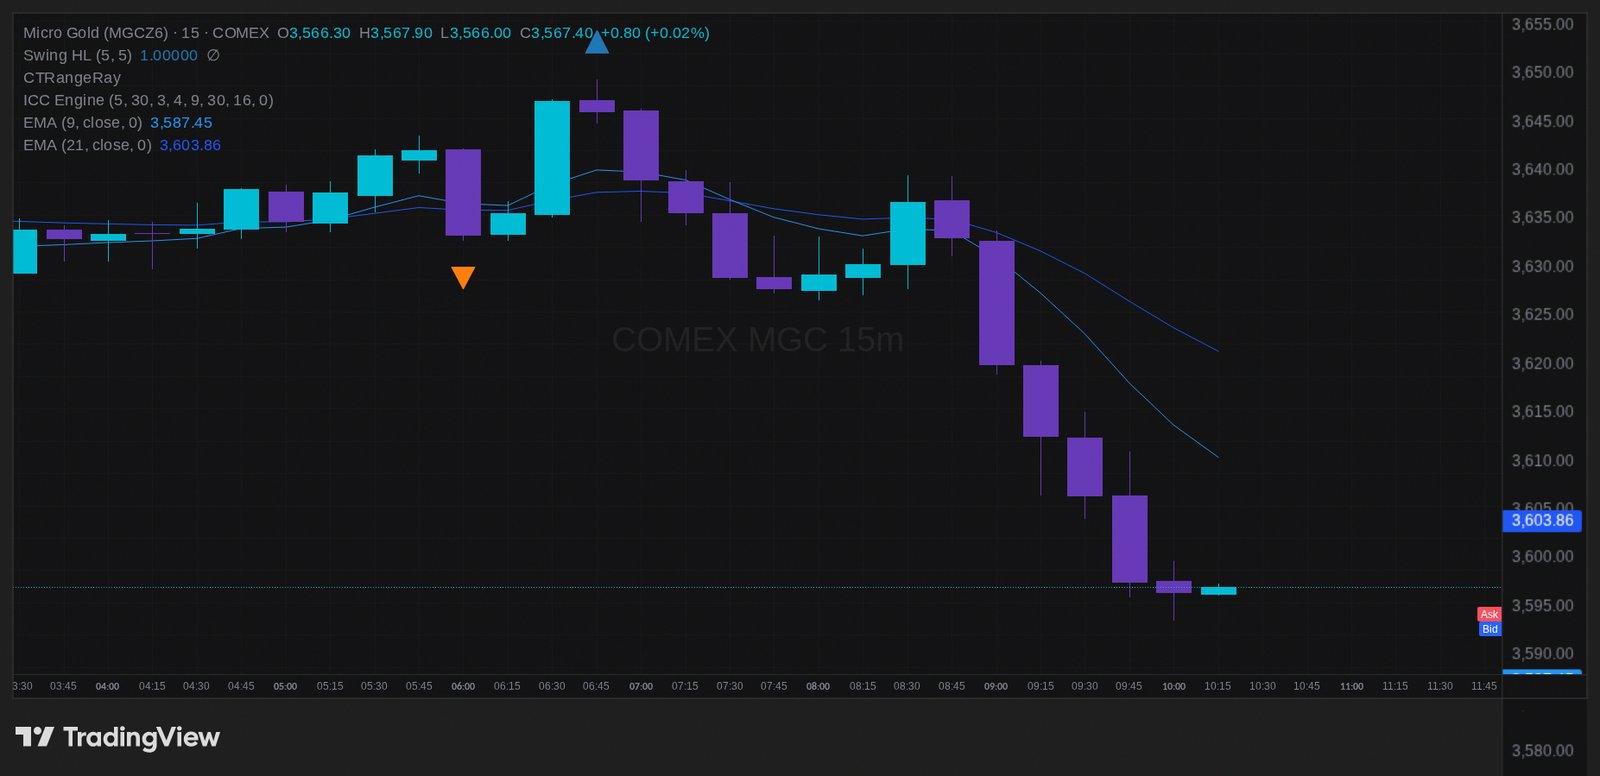 Micro Gold (MGCZ6) · 15 · COMEX O3,566.30 H3,567.90 L3,566.00 C3,567.40 +0.80 (+0.02%)
Swing HL (5, 5) 1.00000 ∅
CTRangeRay
ICC Engine (5, 30, 3, 4, 9, 30, 16, 0)
EMA (9, close, 0) 3,587.45
EMA (21, close, 0) 3,603.86
COMEX MGC 15m
3,655.00
3,650.00
3,645.00
3,640.00
3,635.00
3,630.00
3,625.00
3,620.00
3,615.00
3,610.00
3,605.00
3,603.86
3,600.00
3,595.00
Ask
Bid
3,590.00
3:30 03:45 04:00 04:15 04:30 04:45 05:00 05:15 05:30 05:45 06:00 06:15 06:30 06:45 07:00 07:15 07:30 07:45 08:00 08:15 08:30 08:45 09:00 09:15 09:30 09:45 10:00 10:15 10:30 10:45 11:00 11:15 11:30 11:45
TradingView
3,580.00